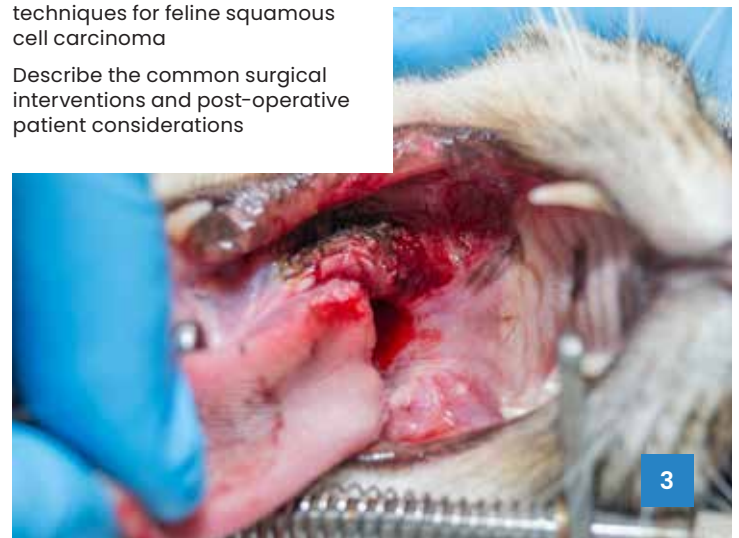 techniques for feline squamous
cell carcinoma
Describe the common surgical
interventions and post-operative
patient considerations
3